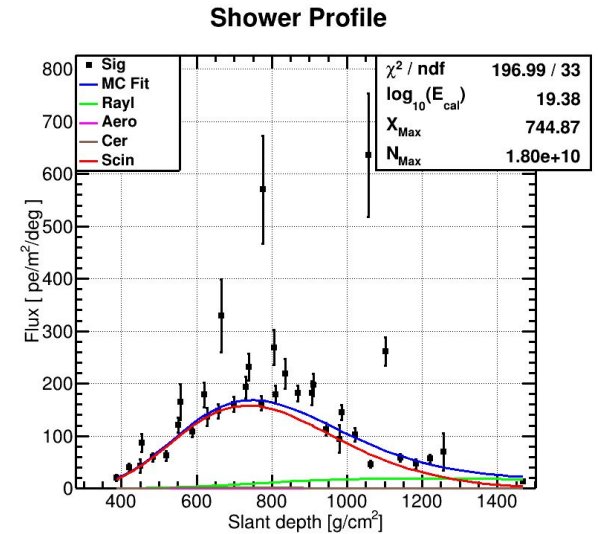 Shower Profile
Sig
MC Fit
Rayl
Aero
Cer
Scin
χ² / ndf 196.99 / 33
log₁₀(E_cal) 19.38
X_Max 744.87
N_Max 1.80e+10
Flux [ pe/m²/deg ]
800
700
600
500
400
300
200
100
0
400 600 800 1000 1200 1400
Slant depth [g/cm²]